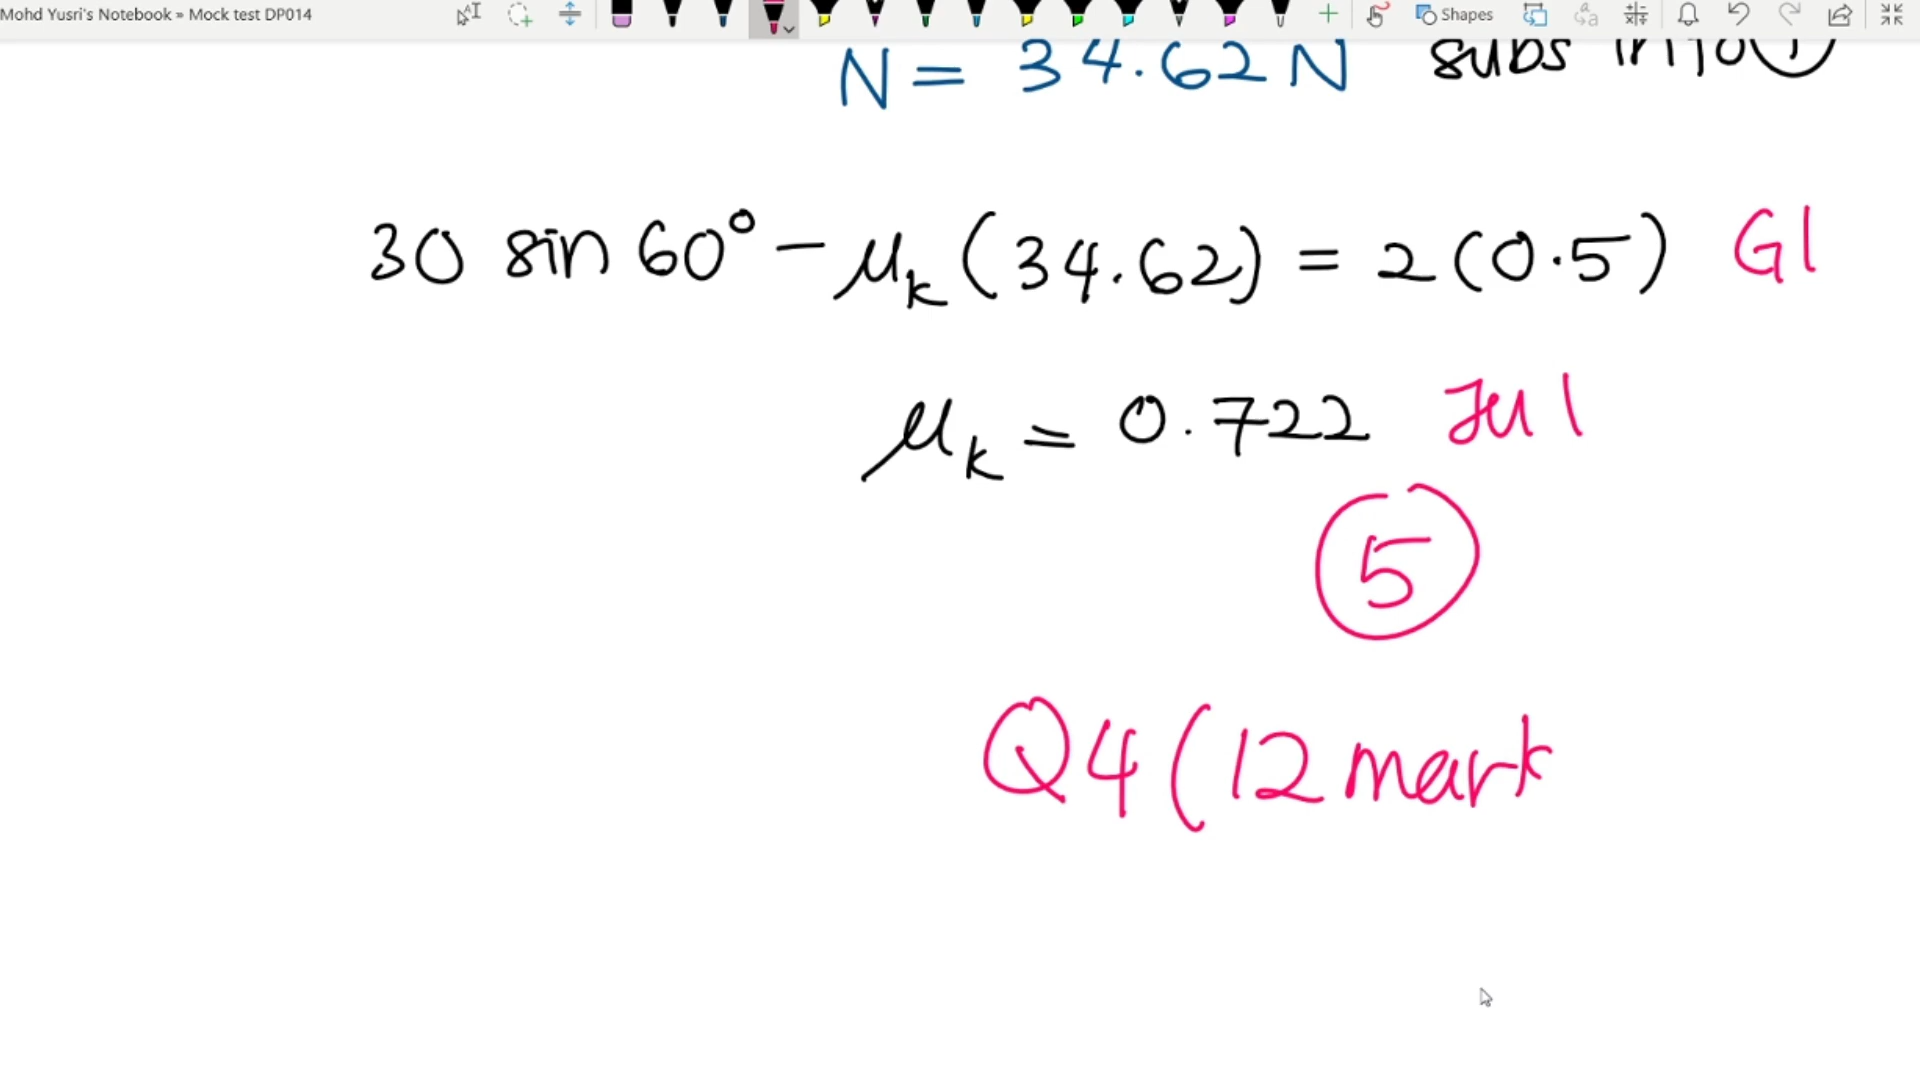 Mohd Yusri's Notebook » Mock test DP014
Shapes
N = 34.62 N subs into ①
30 sin 60° − μk (34.62) = 2 (0.5) G1
μk = 0.722 JU1
5
Q4 (12 mark